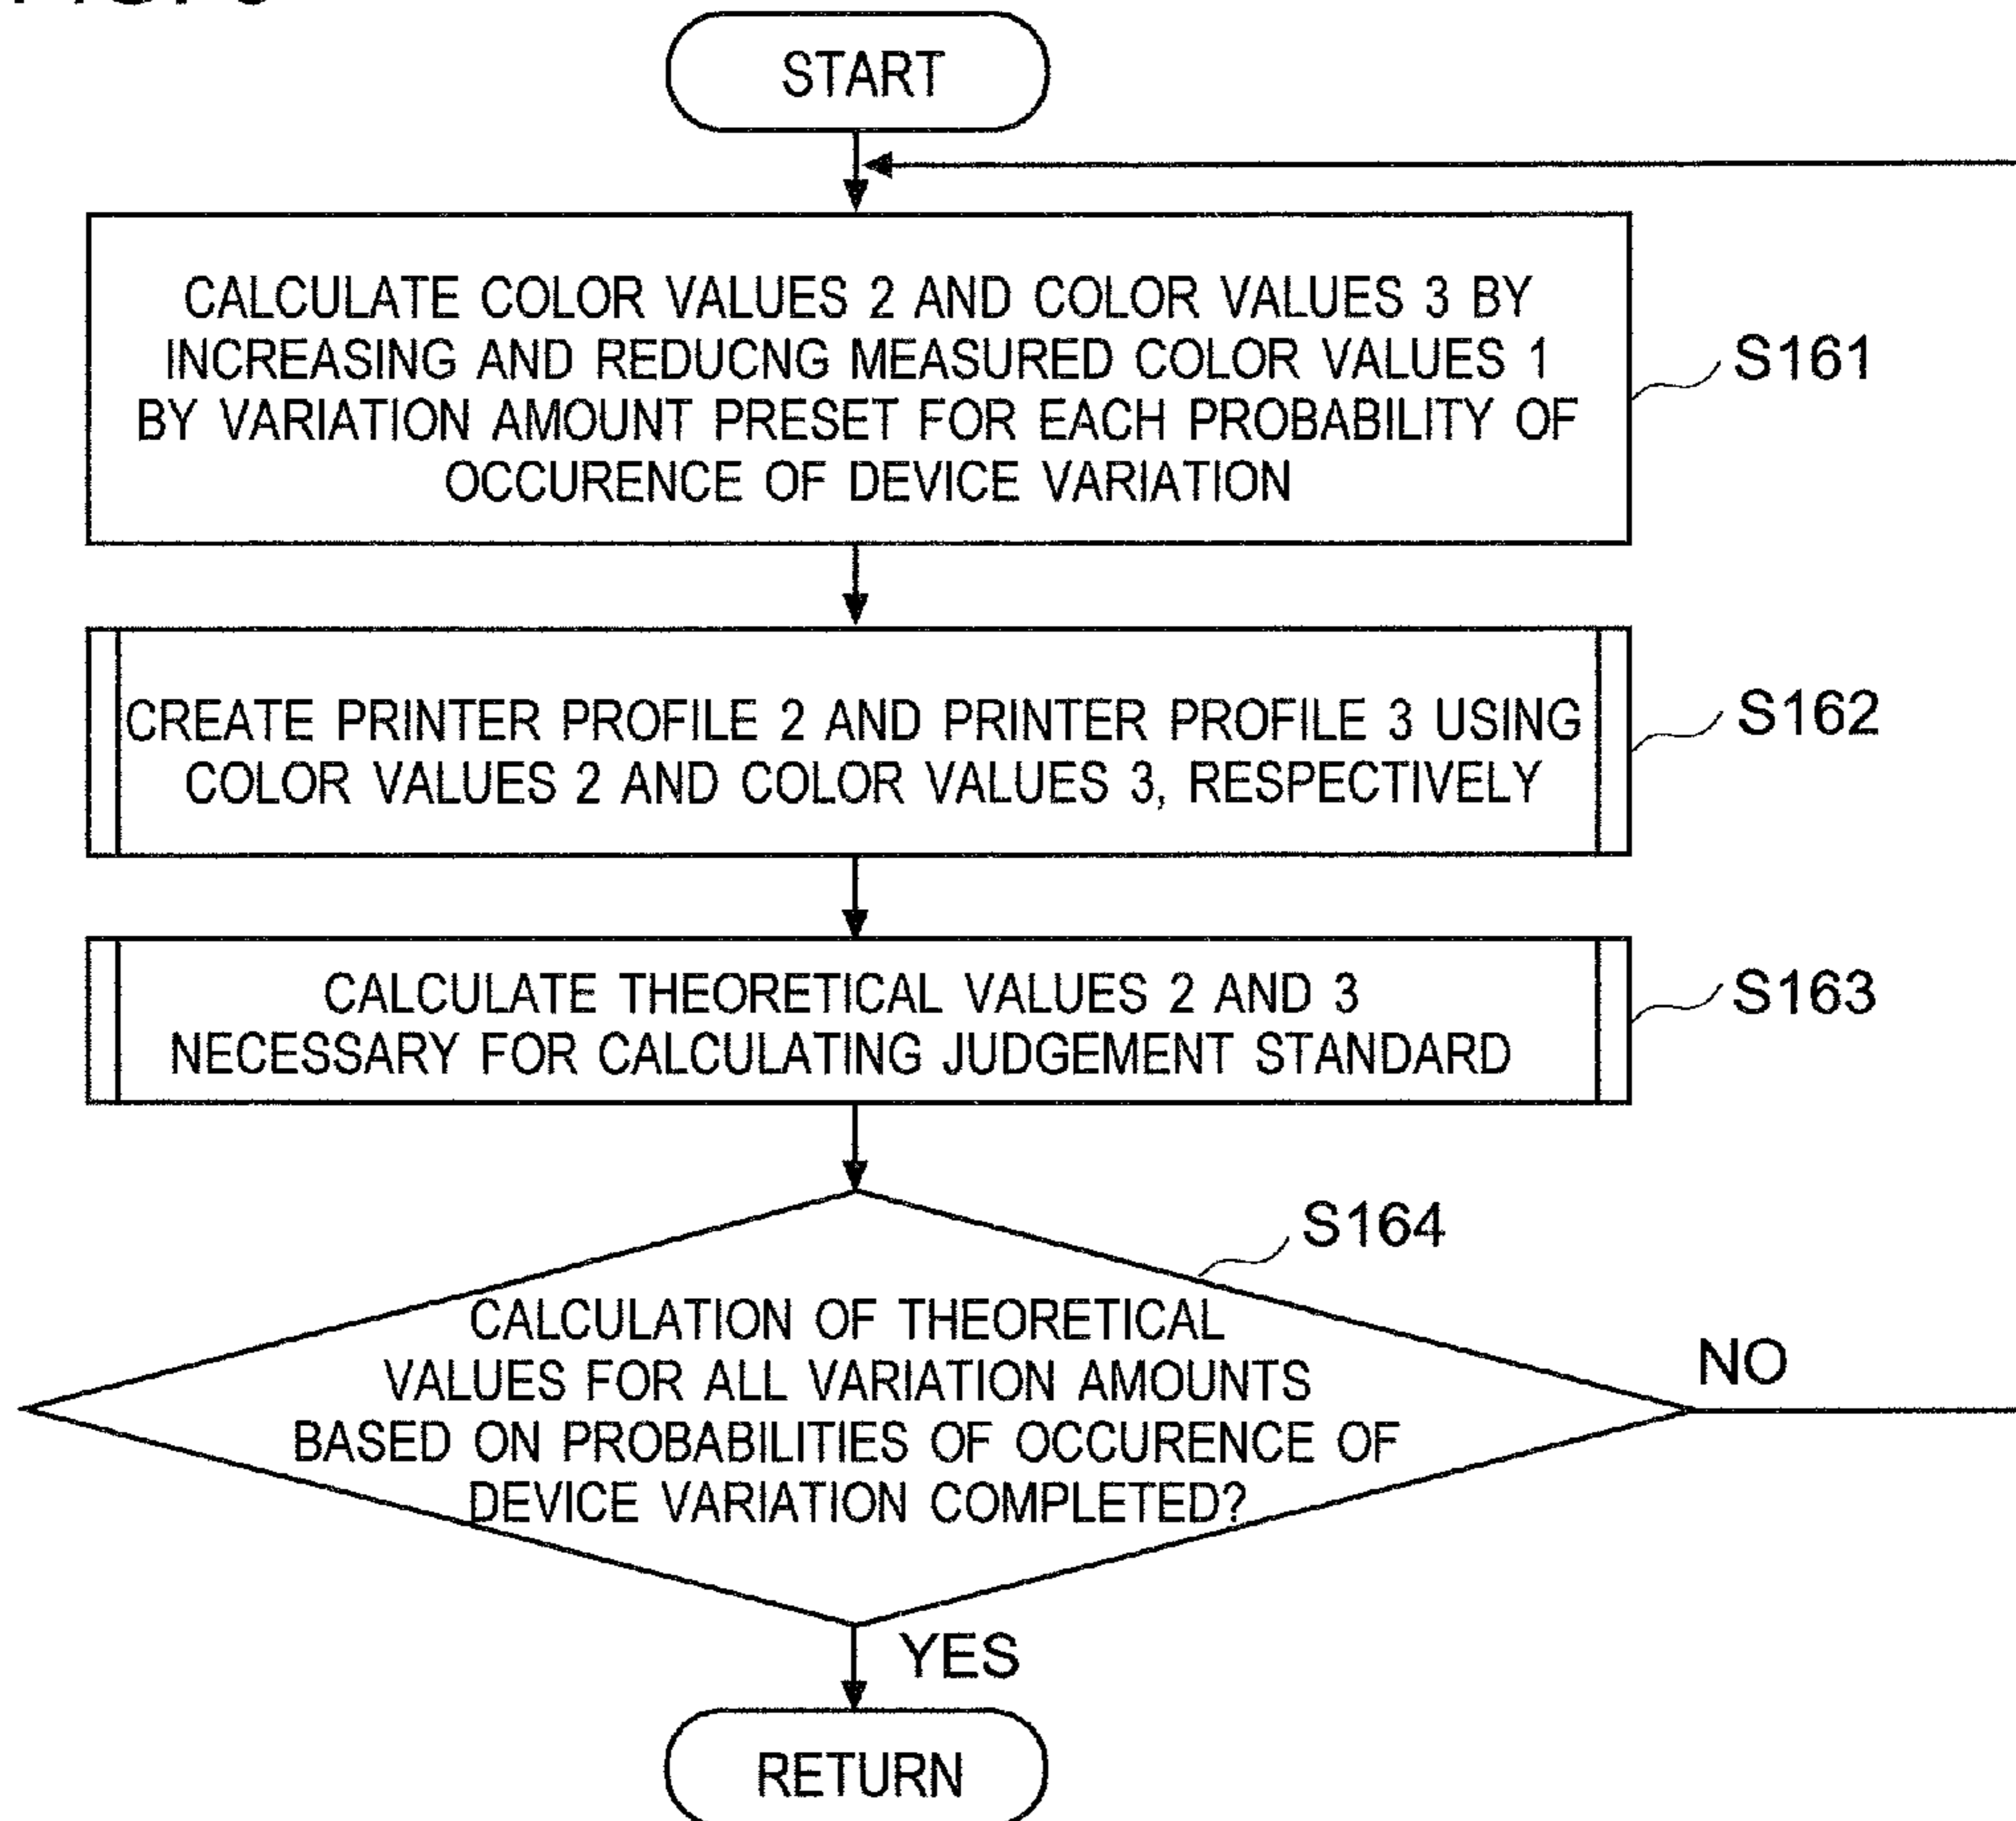 START
CALCULATE COLOR VALUES 2 AND COLOR VALUES 3 BY
INCREASING AND REDUCNG MEASURED COLOR VALUES 1
BY VARIATION AMOUNT PRESET FOR EACH PROBABILITY OF
OCCURENCE OF DEVICE VARIATION
S161
CREATE PRINTER PROFILE 2 AND PRINTER PROFILE 3 USING
COLOR VALUES 2 AND COLOR VALUES 3, RESPECTIVELY
S162
CALCULATE THEORETICAL VALUES 2 AND 3
NECESSARY FOR CALCULATING JUDGEMENT STANDARD
S163
S164
CALCULATION OF THEORETICAL
VALUES FOR ALL VARIATION AMOUNTS
BASED ON PROBABILITIES OF OCCURENCE OF
DEVICE VARIATION COMPLETED?
NO
YES
RETURN